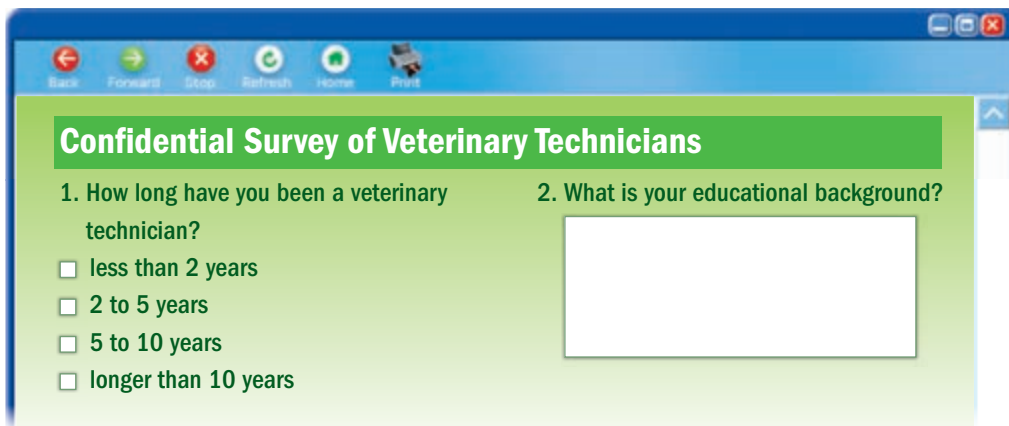 Back Forward Stop Refresh Home Print
Confidential Survey of Veterinary Technicians
1. How long have you been a veterinary
technician?
less than 2 years
2 to 5 years
5 to 10 years
longer than 10 years
2. What is your educational background?